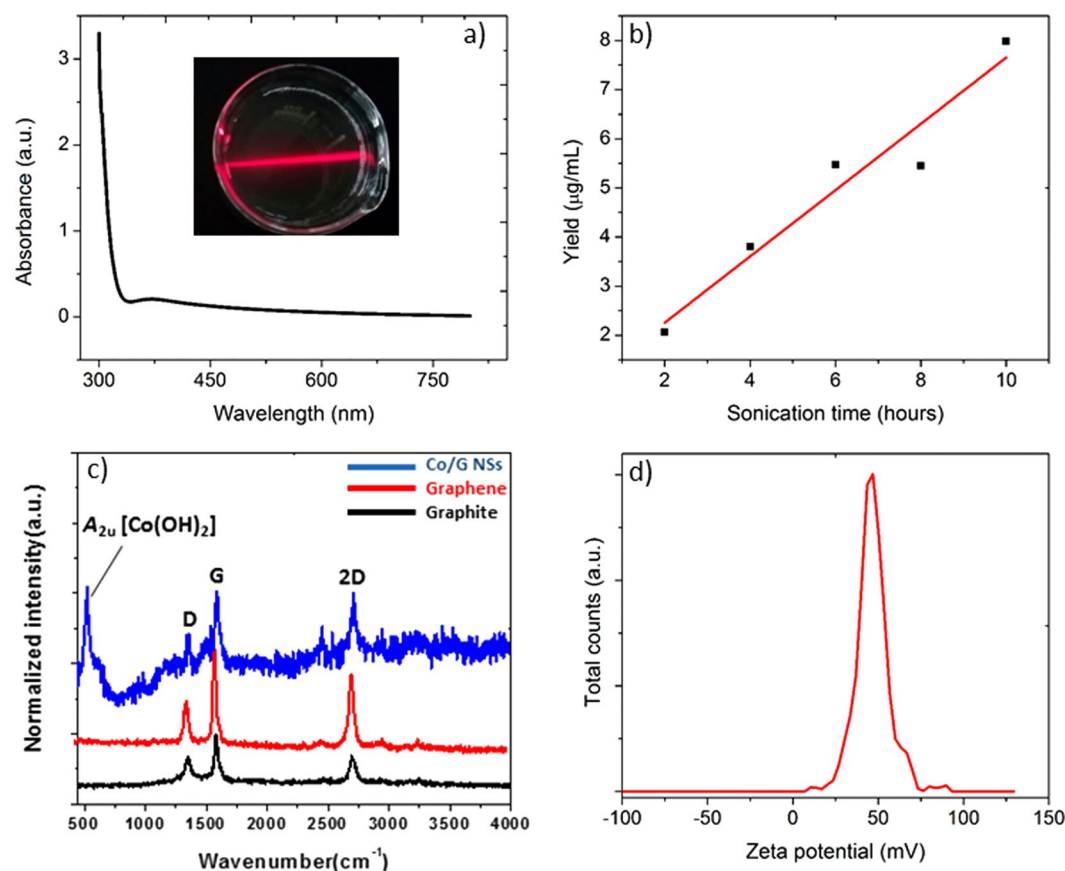 a)
3
2
1
0
Absorbance (a.u.)
300 450 600 750
Wavelength (nm)
b)
8
7
6
5
4
3
2
Yield (μg/mL)
2 4 6 8 10
Sonication time (hours)
c)
Co/G NSs
Graphene
Graphite
A2u [Co(OH)2]
D
G
2D
Normalized intensity(a.u.)
500 1000 1500 2000 2500 3000 3500 4000
Wavenumber(cm⁻¹)
d)
Total counts (a.u.)
-100 -50 0 50 100 150
Zeta potential (mV)